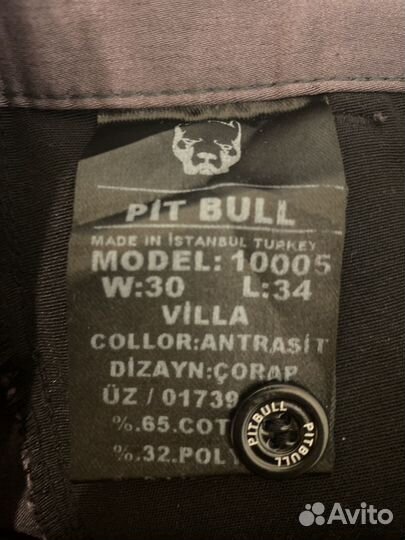 PİT BULL
MADE IN İSTANBUL TURKEY
MODEL: 10005
W:30 L:34
VİLLA
COLLOR:ANTRASİT
DİZAYN:ÇORAP
ÜZ / 01739
%.65.COT
%.32.POLY
PITBULL PITBULL
Avito